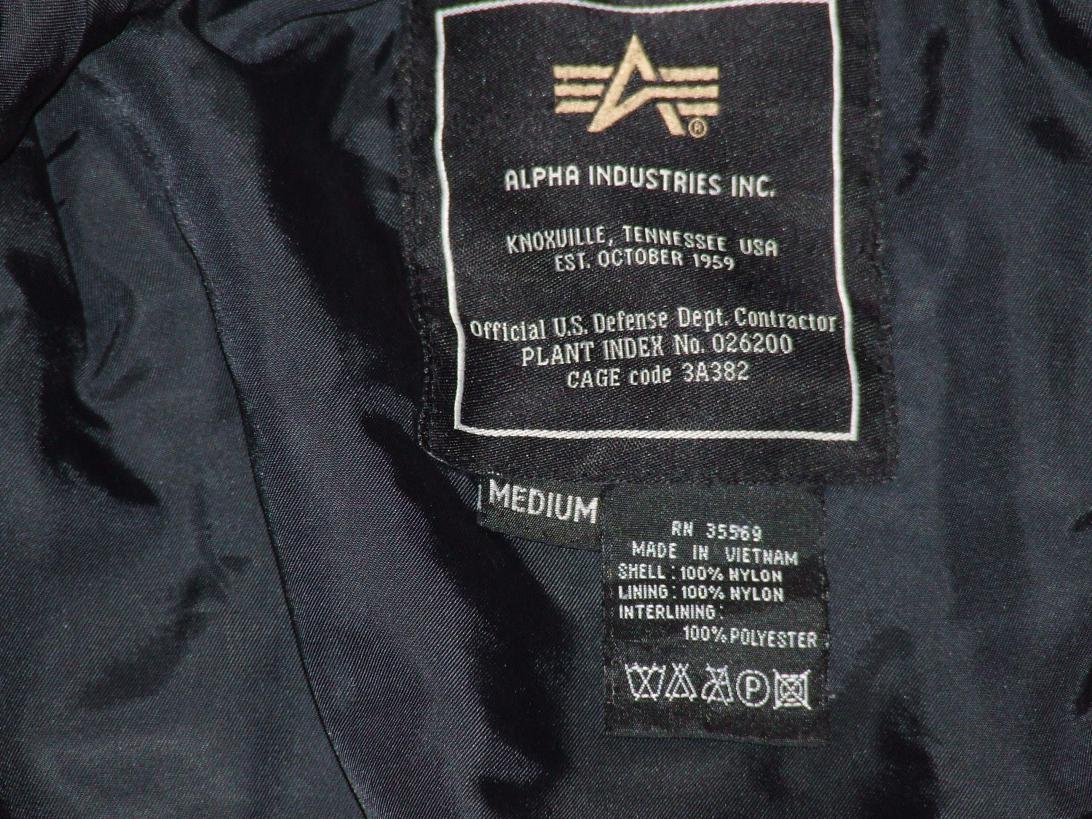 ®
ALPHA INDUSTRIES INC.
KNOXVILLE, TENNESSEE USA
EST. OCTOBER 1959
Official U.S. Defense Dept. Contractor
PLANT INDEX No. 026200
CAGE code 3A382
MEDIUM
RN 35569
MADE IN VIETNAM
SHELL : 100% NYLON
LINING : 100% NYLON
INTERLINING :
100% POLYESTER
P